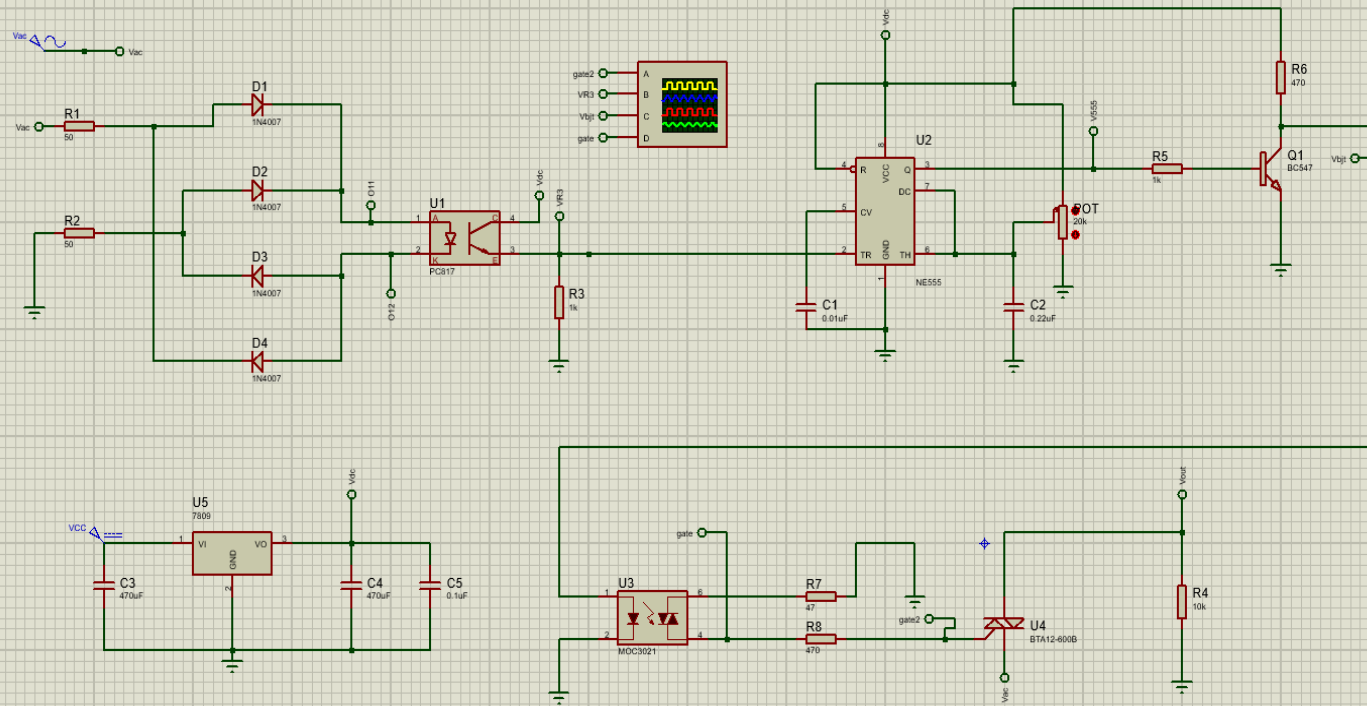 Vac
Vac
Vac
R1
50
R2
50
D1
1N4007
D2
1N4007
D3
1N4007
D4
1N4007
O11
O12
U1
A
C
K
E
1
2
4
3
PC817
Vdc
VR3
R3
1k
gate2
VR3
Vbjt
gate
A
B
C
D
Vdc
U2
8
4
R
VCC
Q
3
DC
7
5
CV
2
TR
GND
TH
6
1
NE555
C1
0.01uF
C2
0.22uF
V555
R5
1k
POT
20k
R6
470
Q1
BC547
Vbjt
VCC
U5
7809
1
VI
VO
3
GND
2
C3
470uF
Vdc
C4
470uF
C5
0.1uF
gate
U3
1
2
6
4
MOC3021
R7
47
R8
470
gate2
U4
BTA12-600B
Vac
Vout
R4
10k